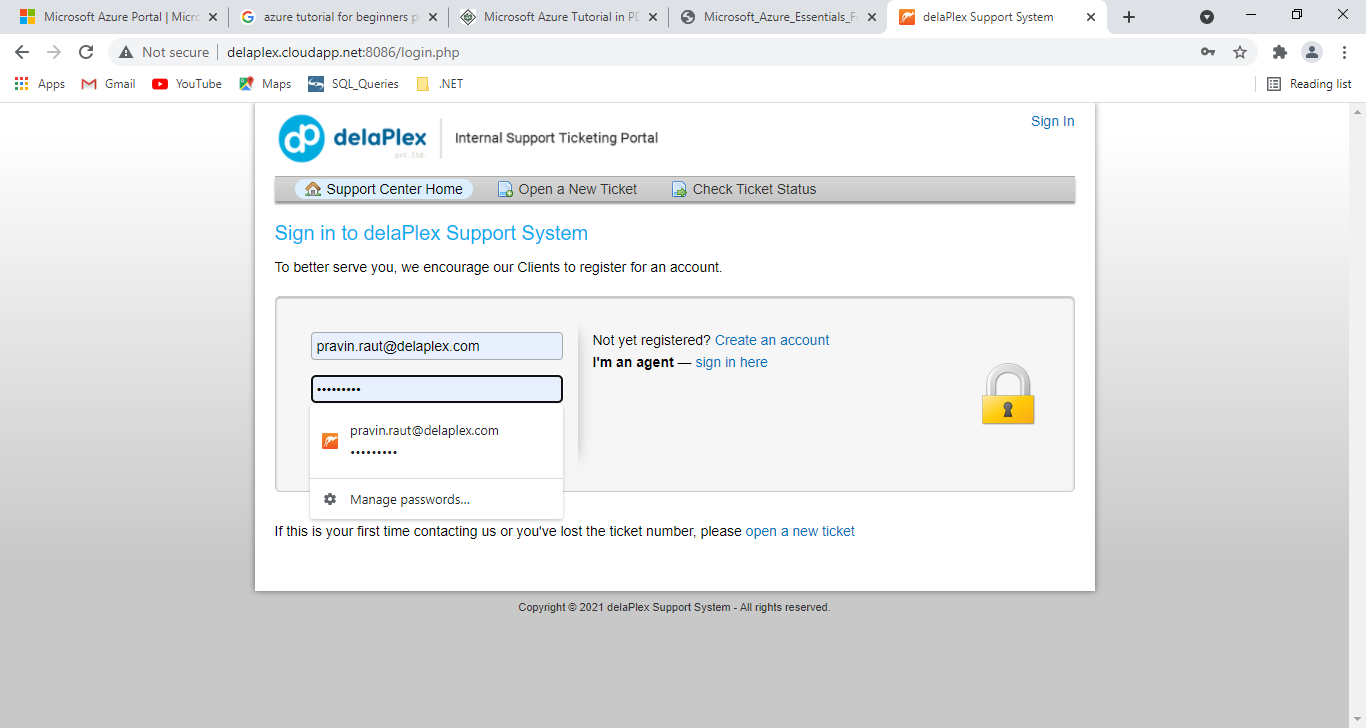 Microsoft Azure Portal | Micro
azure tutorial for beginners p
Microsoft Azure Tutorial in PD
Microsoft_Azure_Essentials_F
delaPlex Support System
Not secure
delaplex.cloudapp.net:8086/login.php
Apps
Gmail
YouTube
Maps
SQL_Queries
.NET
Reading list
dp
delaPlex
pvt.ltd.
Internal Support Ticketing Portal
Sign In
Support Center Home
Open a New Ticket
Check Ticket Status
Sign in to delaPlex Support System
To better serve you, we encourage our Clients to register for an account.
pravin.raut@delaplex.com
•••••••••
pravin.raut@delaplex.com
•••••••••
Manage passwords...
Not yet registered? Create an account
I'm an agent — sign in here
If this is your first time contacting us or you've lost the ticket number, please open a new ticket
Copyright © 2021 delaPlex Support System - All rights reserved.